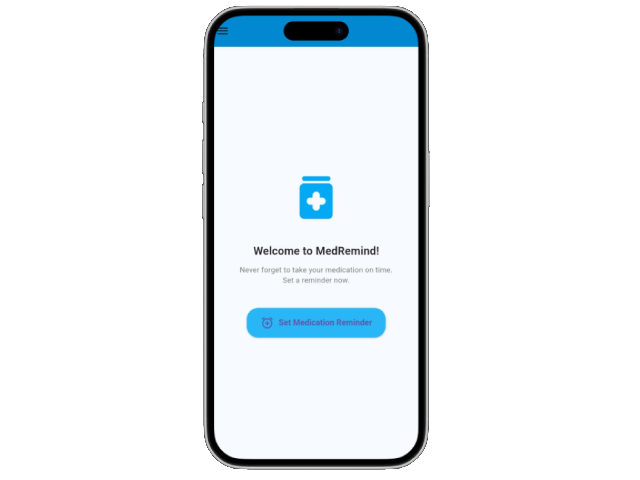 Welcome to MedRemind!
Never forget to take your medication on time.
Set a reminder now.
Set Medication Reminder